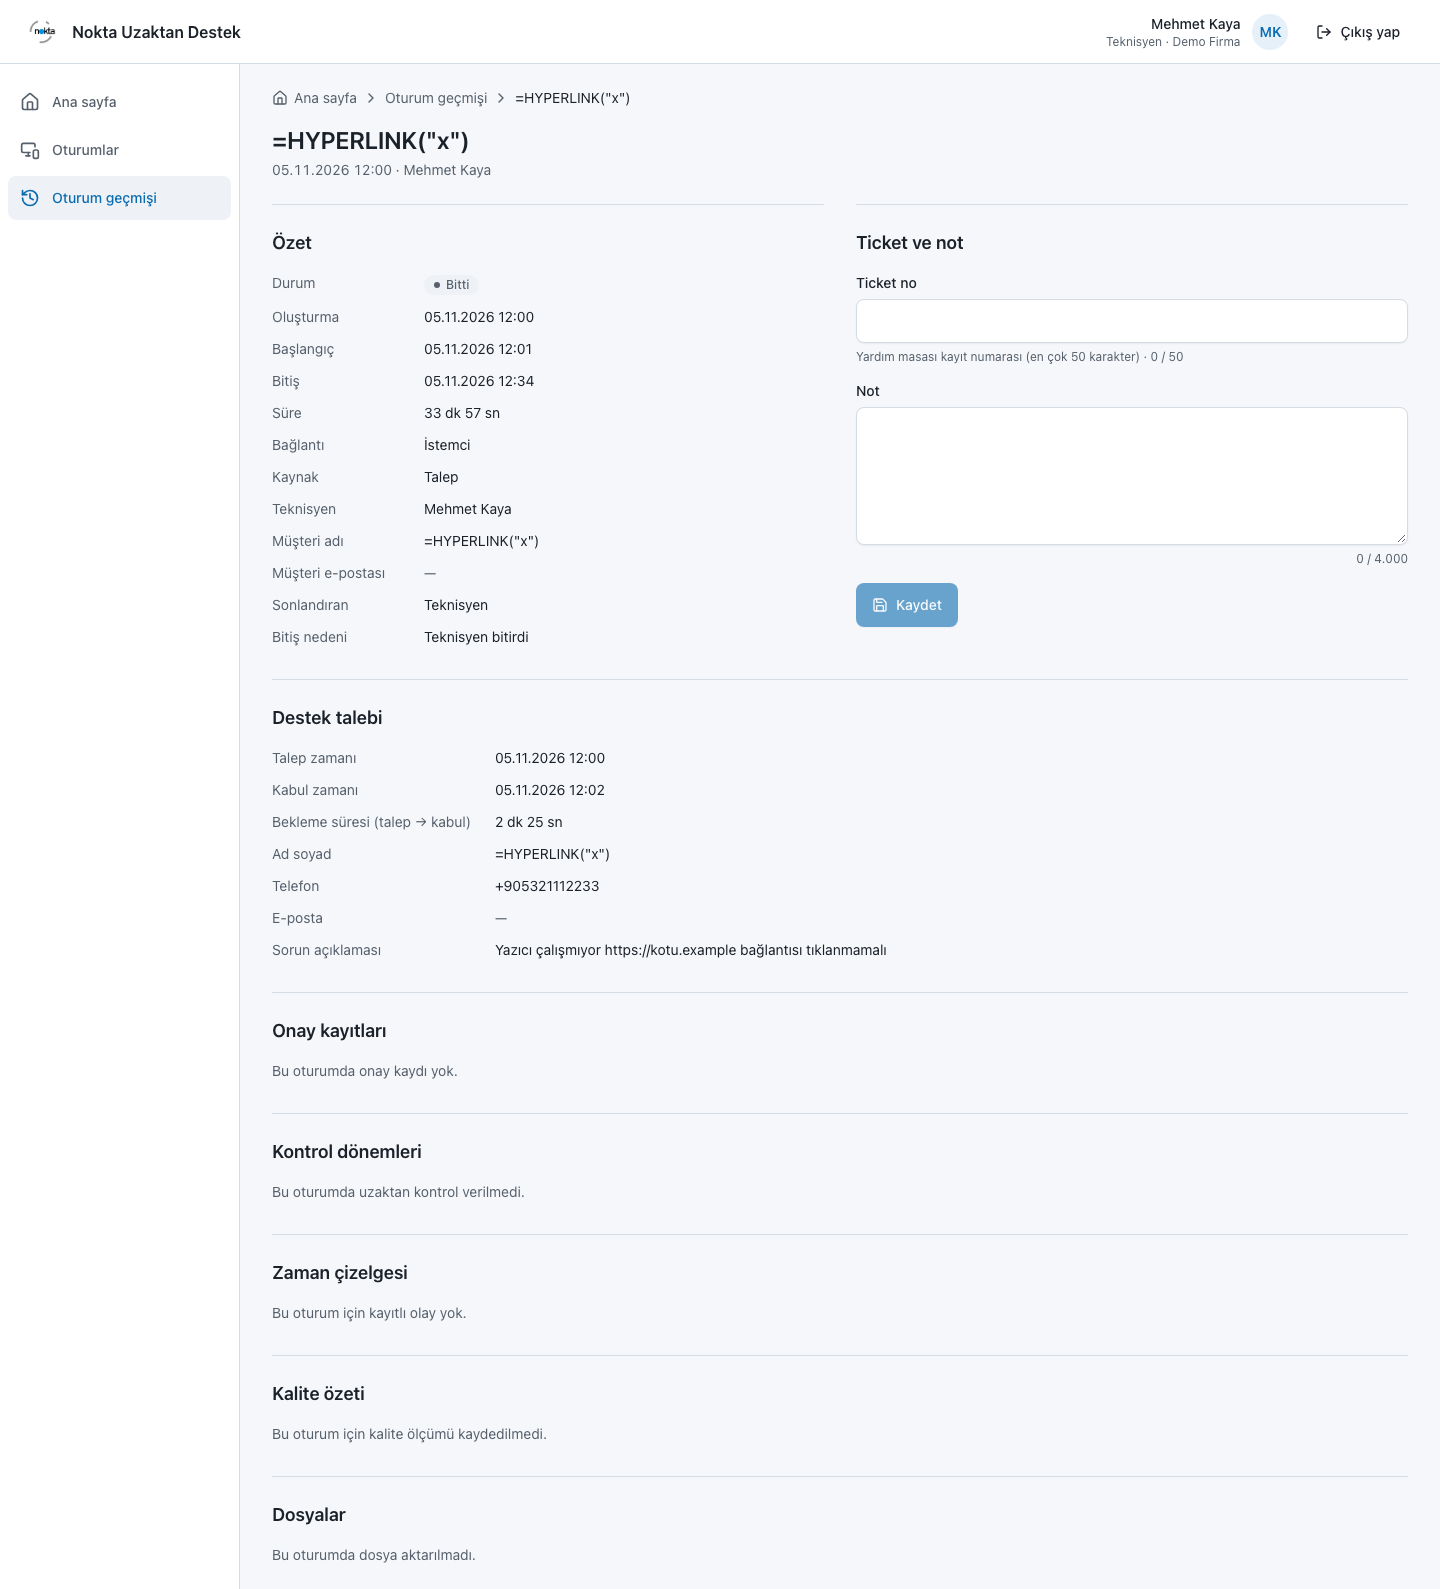 nokta
Nokta Uzaktan Destek
Mehmet Kaya
Teknisyen · Demo Firma
MK
Çıkış yap
Ana sayfa
Oturumlar
Oturum geçmişi
Ana sayfa > Oturum geçmişi > =HYPERLINK("x")
=HYPERLINK("x")
05.11.2026 12:00 · Mehmet Kaya
Özet
Durum Bitti
Oluşturma 05.11.2026 12:00
Başlangıç 05.11.2026 12:01
Bitiş 05.11.2026 12:34
Süre 33 dk 57 sn
Bağlantı İstemci
Kaynak Talep
Teknisyen Mehmet Kaya
Müşteri adı =HYPERLINK("x")
Müşteri e-postası —
Sonlandıran Teknisyen
Bitiş nedeni Teknisyen bitirdi
Ticket ve not
Ticket no
Yardım masası kayıt numarası (en çok 50 karakter) · 0 / 50
Not
0 / 4.000
Kaydet
Destek talebi
Talep zamanı 05.11.2026 12:00
Kabul zamanı 05.11.2026 12:02
Bekleme süresi (talep → kabul) 2 dk 25 sn
Ad soyad =HYPERLINK("x")
Telefon +905321112233
E-posta —
Sorun açıklaması Yazıcı çalışmıyor https://kotu.example bağlantısı tıklanmamalı
Onay kayıtları
Bu oturumda onay kaydı yok.
Kontrol dönemleri
Bu oturumda uzaktan kontrol verilmedi.
Zaman çizelgesi
Bu oturum için kayıtlı olay yok.
Kalite özeti
Bu oturum için kalite ölçümü kaydedilmedi.
Dosyalar
Bu oturumda dosya aktarılmadı.